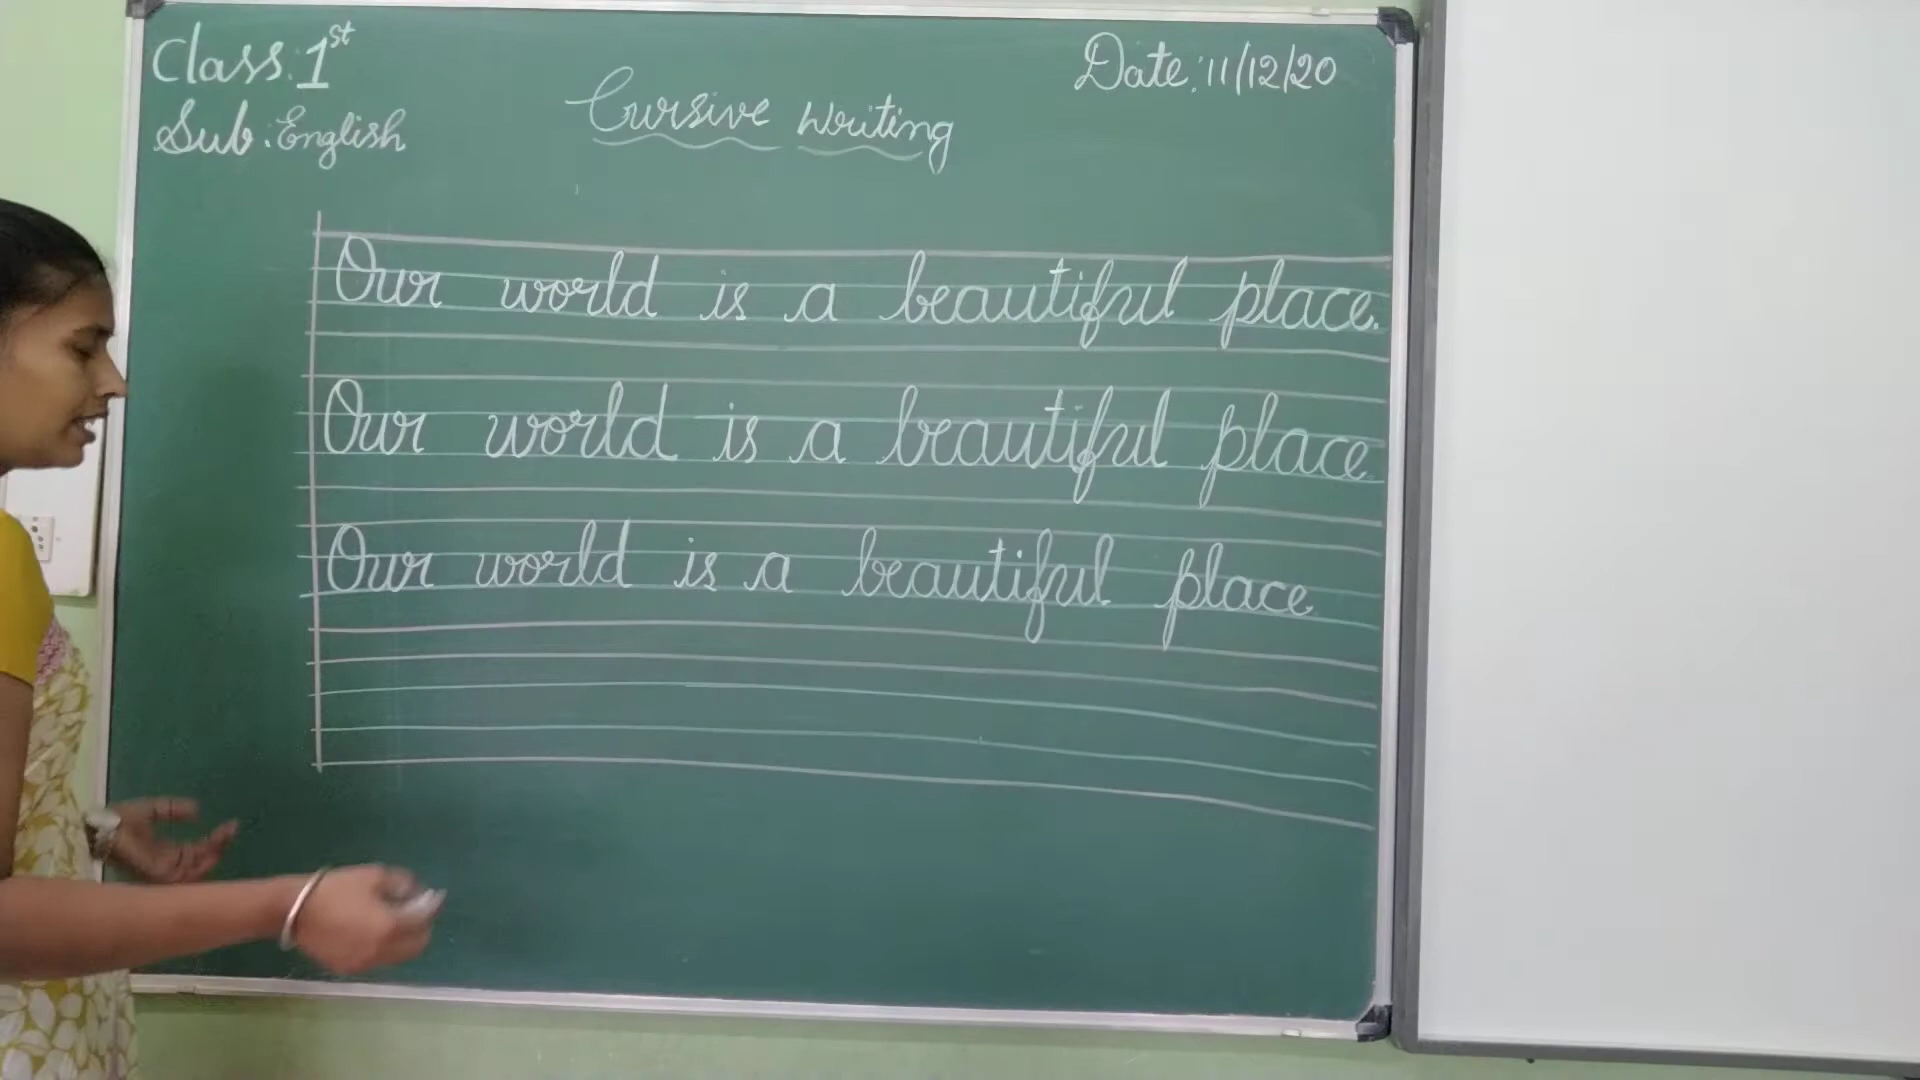 Class: 1st
Date: 11/12/20
Sub: English
Cursive Writing
Our world is a beautiful place.
Our world is a beautiful place.
Our world is a beautiful place